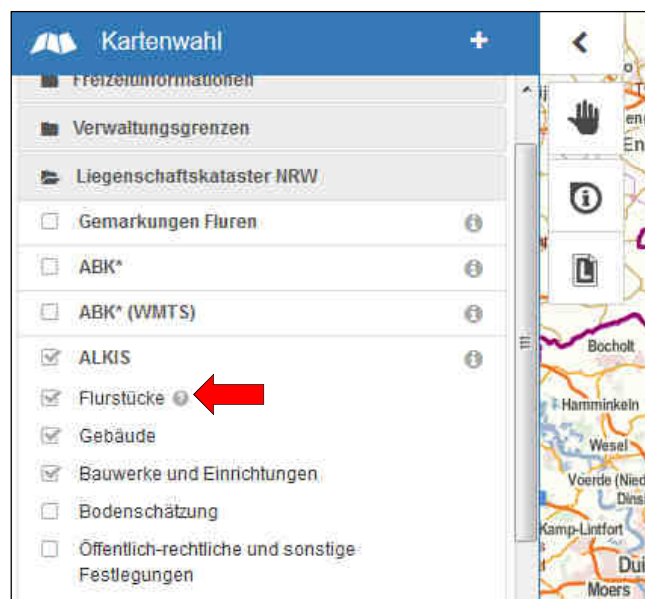 Kartenwahl
Freizeitinformationen
Verwaltungsgrenzen
Liegenschaftskataster NRW
Gemarkungen Fluren
ABK*
ABK* (WMTS)
ALKIS
Flurstücke
Gebäude
Bauwerke und Einrichtungen
Bodenschätzung
Öffentlich-rechtliche und sonstige
Festlegungen
Bocholt
Hamminkeln
Wesel
Voerde (Nied
Dins
Kamp-Lintfort
Dui
Moers